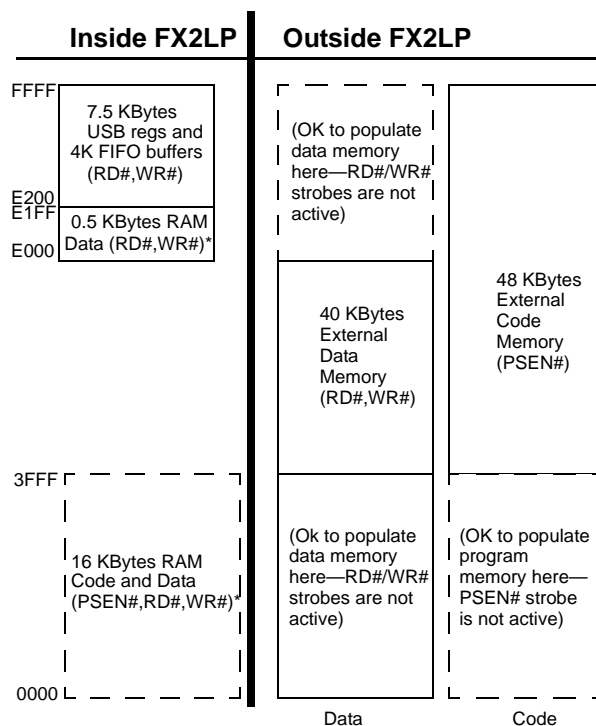 Inside FX2LP
Outside FX2LP
FFFF
7.5 KBytes
USB regs and
4K FIFO buffers
(RD#,WR#)
E200
E1FF
0.5 KBytes RAM
Data (RD#,WR#)*
E000
(OK to populate
data memory
here—RD#/WR#
strobes are not
active)
40 KBytes
External
Data
Memory
(RD#,WR#)
48 KBytes
External
Code
Memory
(PSEN#)
3FFF
16 KBytes RAM
Code and Data
(PSEN#,RD#,WR#)*
(Ok to populate
data memory
here—RD#/WR#
strobes are not
active)
(OK to populate
program
memory here—
PSEN# strobe
is not active)
0000
Data
Code